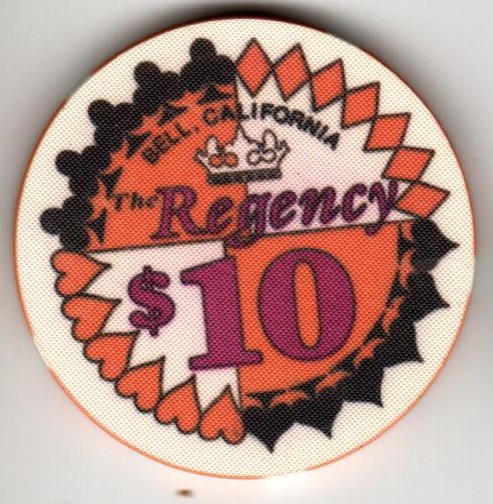 BELL, CALIFORNIA
The Regency
$10